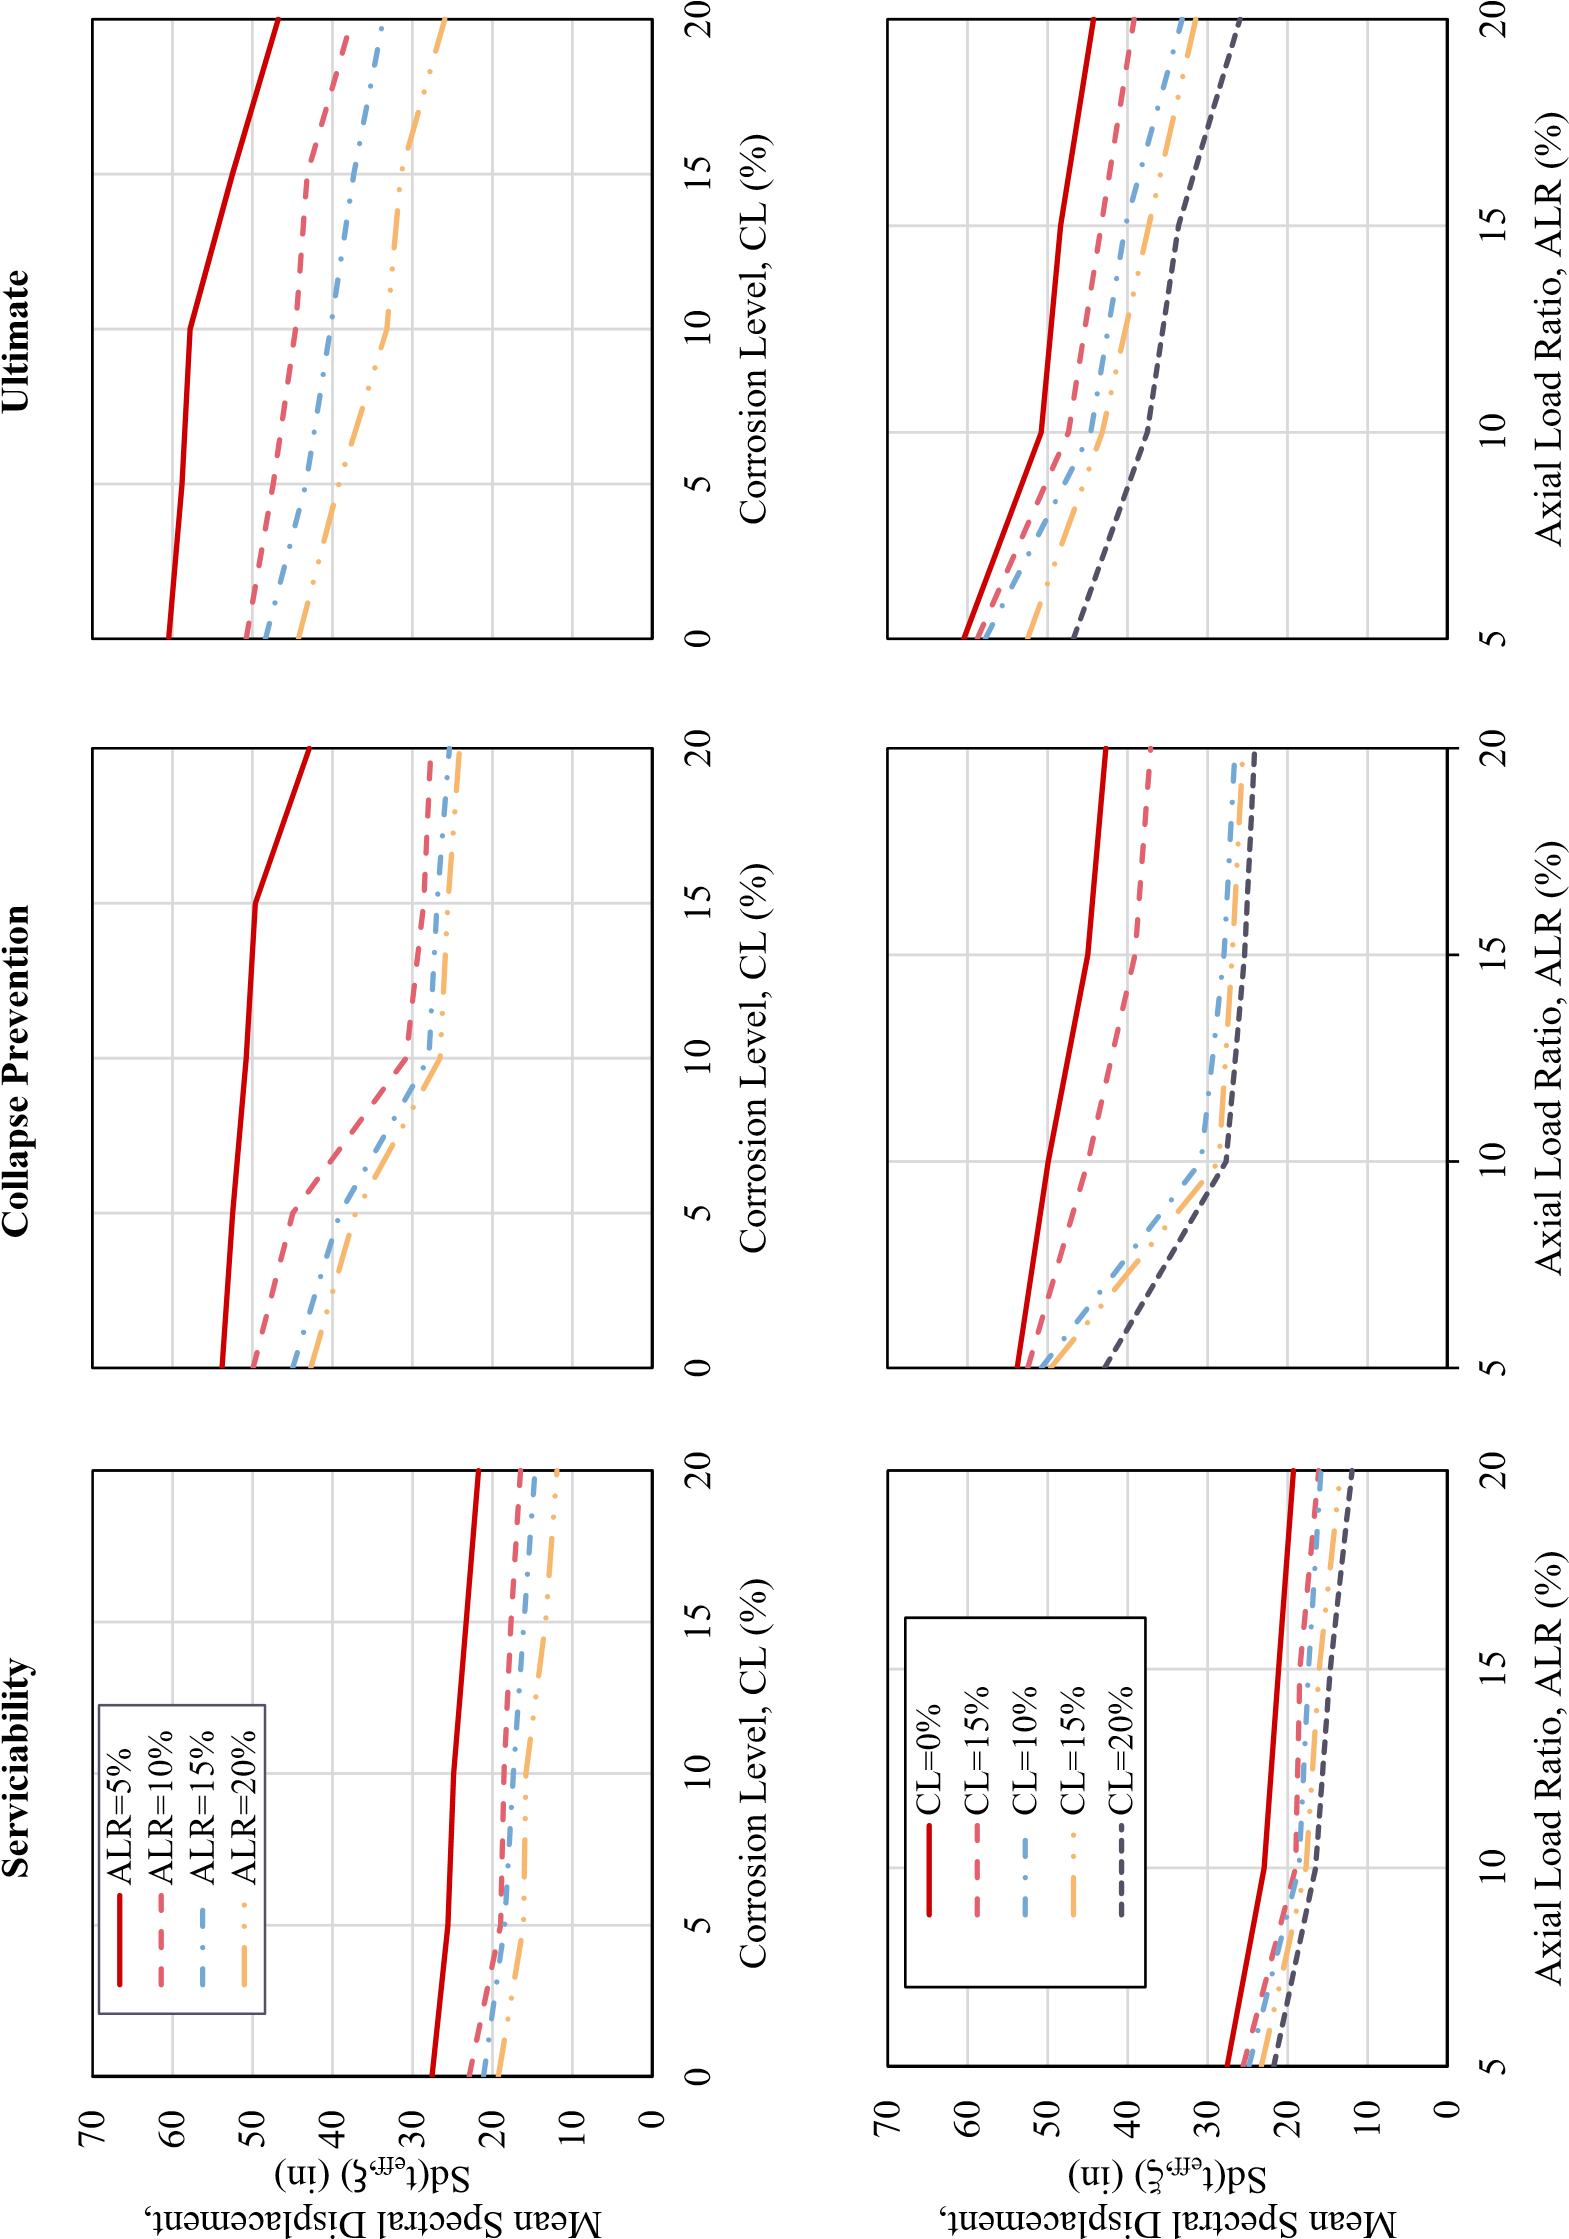 Serviciability
Collapse Prevention
Ultimate
Mean Spectral Displacement,
Sd(teff,ξ) (in)
70
60
50
40
30
20
10
0
ALR=5%
ALR=10%
ALR=15%
ALR=20%
0 5 10 15 20
Corrosion Level, CL (%)
0 5 10 15 20
Corrosion Level, CL (%)
0 5 10 15 20
Corrosion Level, CL (%)
Mean Spectral Displacement,
Sd(teff,ξ) (in)
70
60
50
40
30
20
10
0
CL=0%
CL=15%
CL=10%
CL=15%
CL=20%
5 10 15 20
Axial Load Ratio, ALR (%)
5 10 15 20
Axial Load Ratio, ALR (%)
5 10 15 20
Axial Load Ratio, ALR (%)